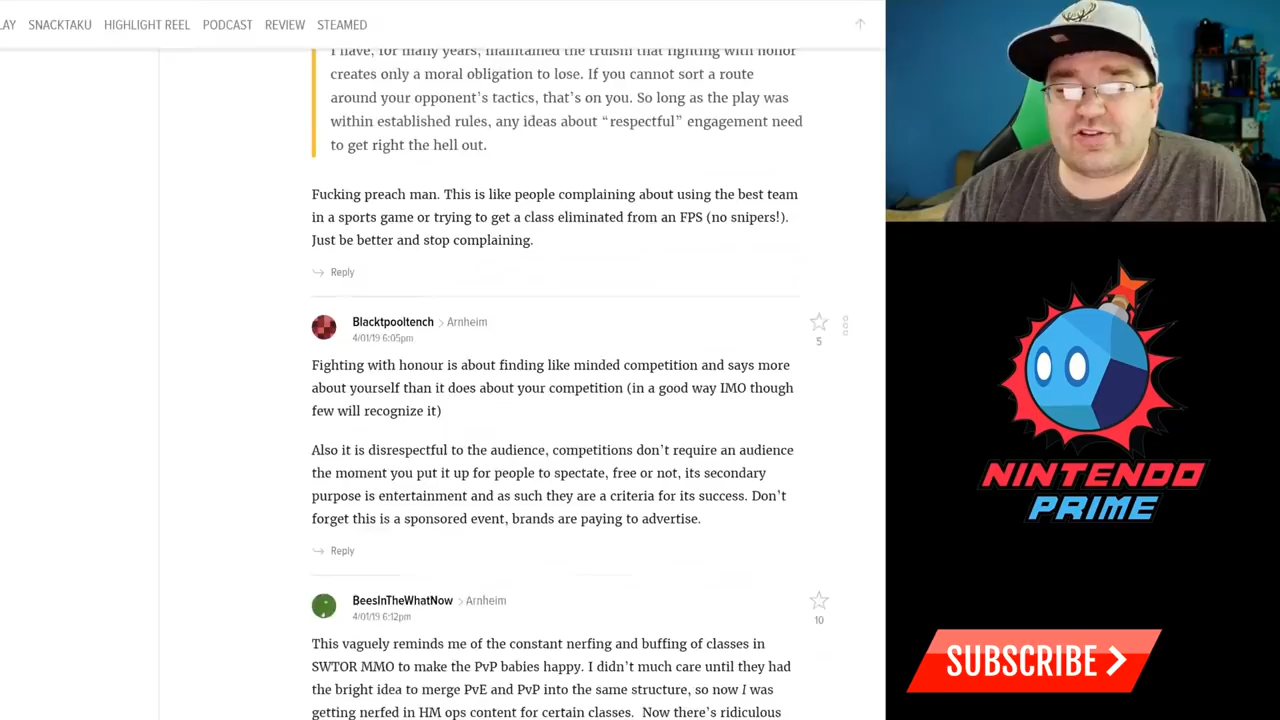 LAY SNACKTAKU HIGHLIGHT REEL PODCAST REVIEW STEAMED
I have, for many years, maintained the truism that fighting with honor
creates only a moral obligation to lose. If you cannot sort a route
around your opponent's tactics, that's on you. So long as the play was
within established rules, any ideas about “respectful” engagement need
to get right the hell out.
Fucking preach man. This is like people complaining about using the best team
in a sports game or trying to get a class eliminated from an FPS (no snipers!).
Just be better and stop complaining.
Reply
Blacktpooltench > Arnheim
4/01/19 6:05pm
5
Fighting with honour is about finding like minded competition and says more
about yourself than it does about your competition (in a good way IMO though
few will recognize it)
Also it is disrespectful to the audience, competitions don't require an audience
the moment you put it up for people to spectate, free or not, its secondary
purpose is entertainment and as such they are a criteria for its success. Don't
forget this is a sponsored event, brands are paying to advertise.
Reply
BeesInTheWhatNow > Arnheim
4/01/19 6:12pm
10
This vaguely reminds me of the constant nerfing and buffing of classes in
SWTOR MMO to make the PvP babies happy. I didn't much care until they had
the bright idea to merge PvE and PvP into the same structure, so now I was
getting nerfed in HM ops content for certain classes. Now there's ridiculous
NINTENDO
PRIME
SUBSCRIBE